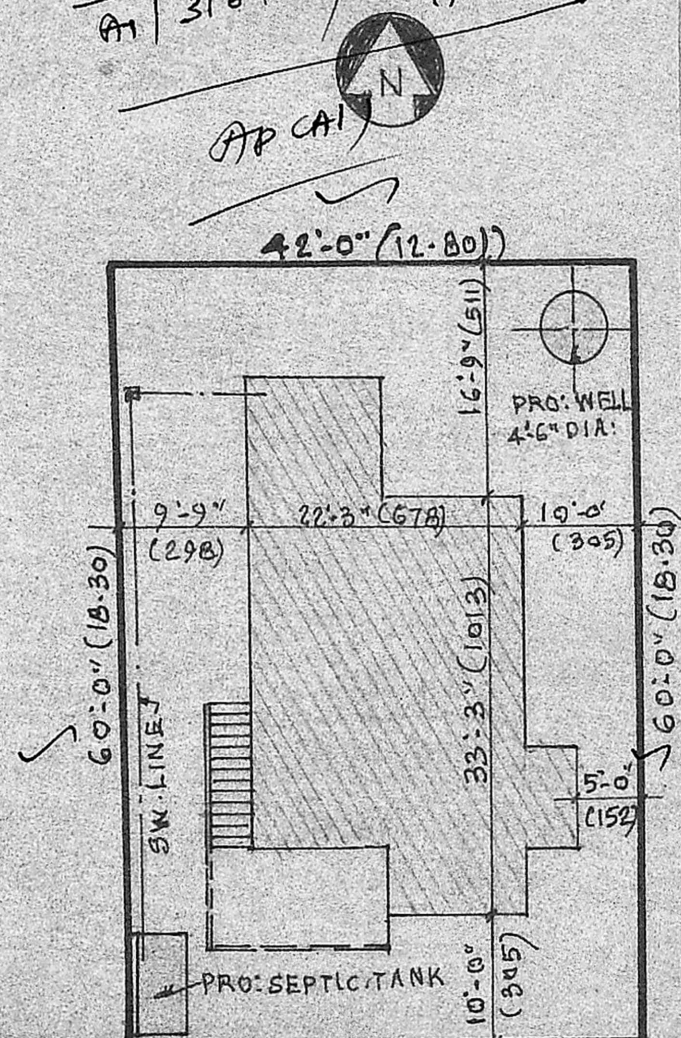 A1
N
AP (A1)
42'-0" (12.80)
16'-9" (511)
PRO: WELL
4'-6" DIA:
9'-9"
(298)
22'-3" (678)
10'-0"
(305)
60'-0" (18.30)
33'-3" (1013)
60'-0" (18.30)
SW. LINE
5'-0"
(152)
PRO: SEPTIC TANK
10'-0"
(305)